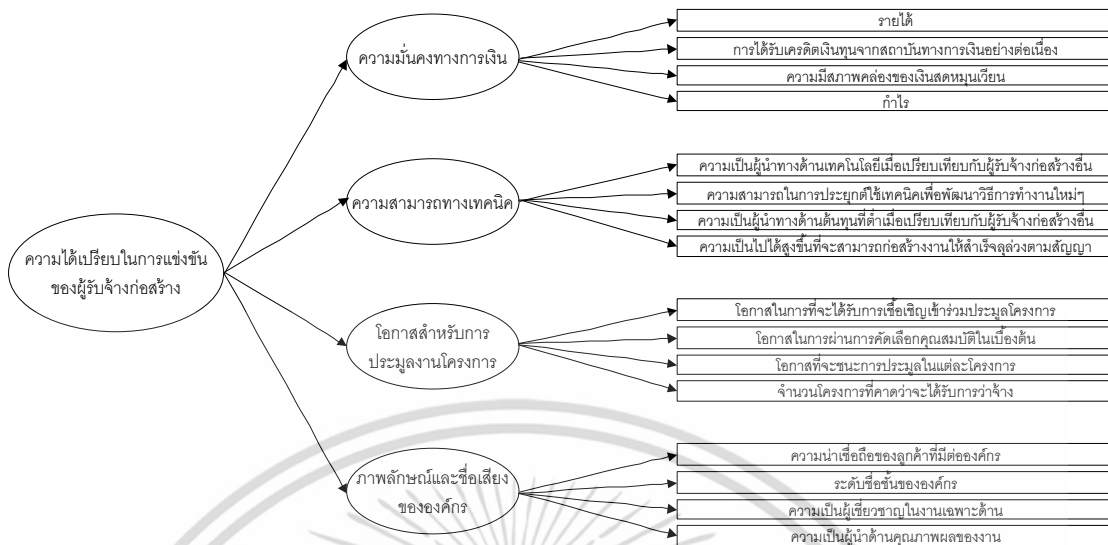 ความได้เปรียบในการแข่งขัน
ของผู้รับจ้างก่อสร้าง
ความมั่นคงทางการเงิน
รายได้
การได้รับเครดิตเงินทุนจากสถาบันทางการเงินอย่างต่อเนื่อง
ความมีสภาพคล่องของเงินสดหมุนเวียน
กำไร
ความสามารถทางเทคนิค
ความเป็นผู้นำทางด้านเทคโนโลยีเมื่อเปรียบเทียบกับผู้รับจ้างก่อสร้างอื่น
ความสามารถในการประยุกต์ใช้เทคนิคเพื่อพัฒนาวิธีการทำงานใหม่ๆ
ความเป็นผู้นำทางด้านต้นทุนที่ต่ำเมื่อเปรียบเทียบกับผู้รับจ้างก่อสร้างอื่น
ความเป็นไปได้สูงขึ้นที่จะสามารถก่อสร้างงานให้สำเร็จลุล่วงตามสัญญา
โอกาสสำหรับการ
ประมูลงานโครงการ
โอกาสในการที่จะได้รับการเชื้อเชิญเข้าร่วมประมูลโครงการ
โอกาสในการผ่านการคัดเลือกคุณสมบัติในเบื้องต้น
โอกาสที่จะชนะการประมูลในแต่ละโครงการ
จำนวนโครงการที่คาดว่าจะได้รับการว่าจ้าง
ภาพลักษณ์และชื่อเสียง
ขององค์กร
ความน่าเชื่อถือของลูกค้าที่มีต่อองค์กร
ระดับชื่อชั้นขององค์กร
ความเป็นผู้เชี่ยวชาญในงานเฉพาะด้าน
ความเป็นผู้นำด้านคุณภาพผลของงาน